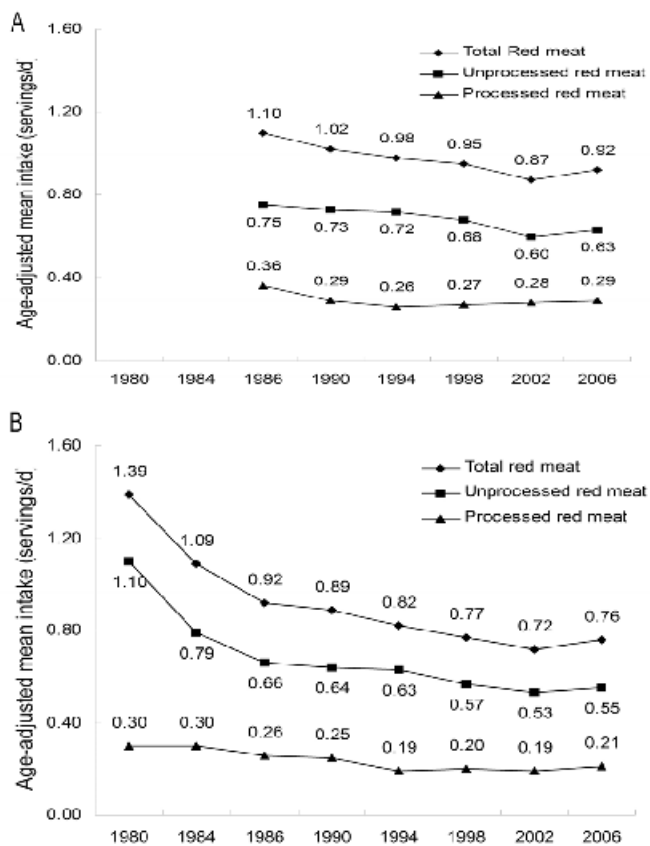 A
Age-adjusted mean intake (servings/d)
1.60
1.20
0.80
0.40
0.00
Total Red meat
Unprocessed red meat
Processed red meat
1.10 1.02 0.98 0.95 0.87 0.92
0.75 0.73 0.72 0.68 0.60 0.63
0.36 0.29 0.26 0.27 0.28 0.29
1980 1984 1986 1990 1994 1998 2002 2006
B
Age-adjusted mean intake (servings/d)
1.60
1.20
0.80
0.40
0.00
Total red meat
Unprocessed red meat
Processed red meat
1.39 1.09 0.92 0.89 0.82 0.77 0.72 0.76
1.10 0.79 0.66 0.64 0.63 0.57 0.53 0.55
0.30 0.30 0.26 0.25 0.19 0.20 0.19 0.21
1980 1984 1986 1990 1994 1998 2002 2006